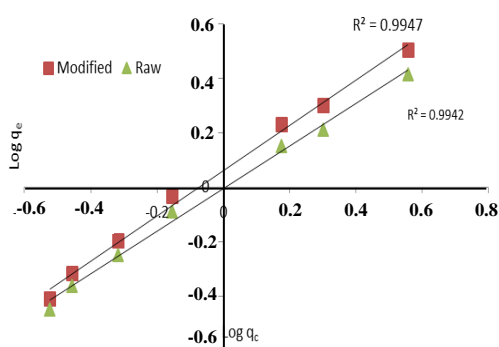 0.6
R² = 0.9947
Modified Raw
0.4
R² = 0.9942
0.2
Log qₑ
0
-0.6 -0.4 -0.2 0 0.2 0.4 0.6 0.8
-0.2
-0.4
-0.6
Log q꜀